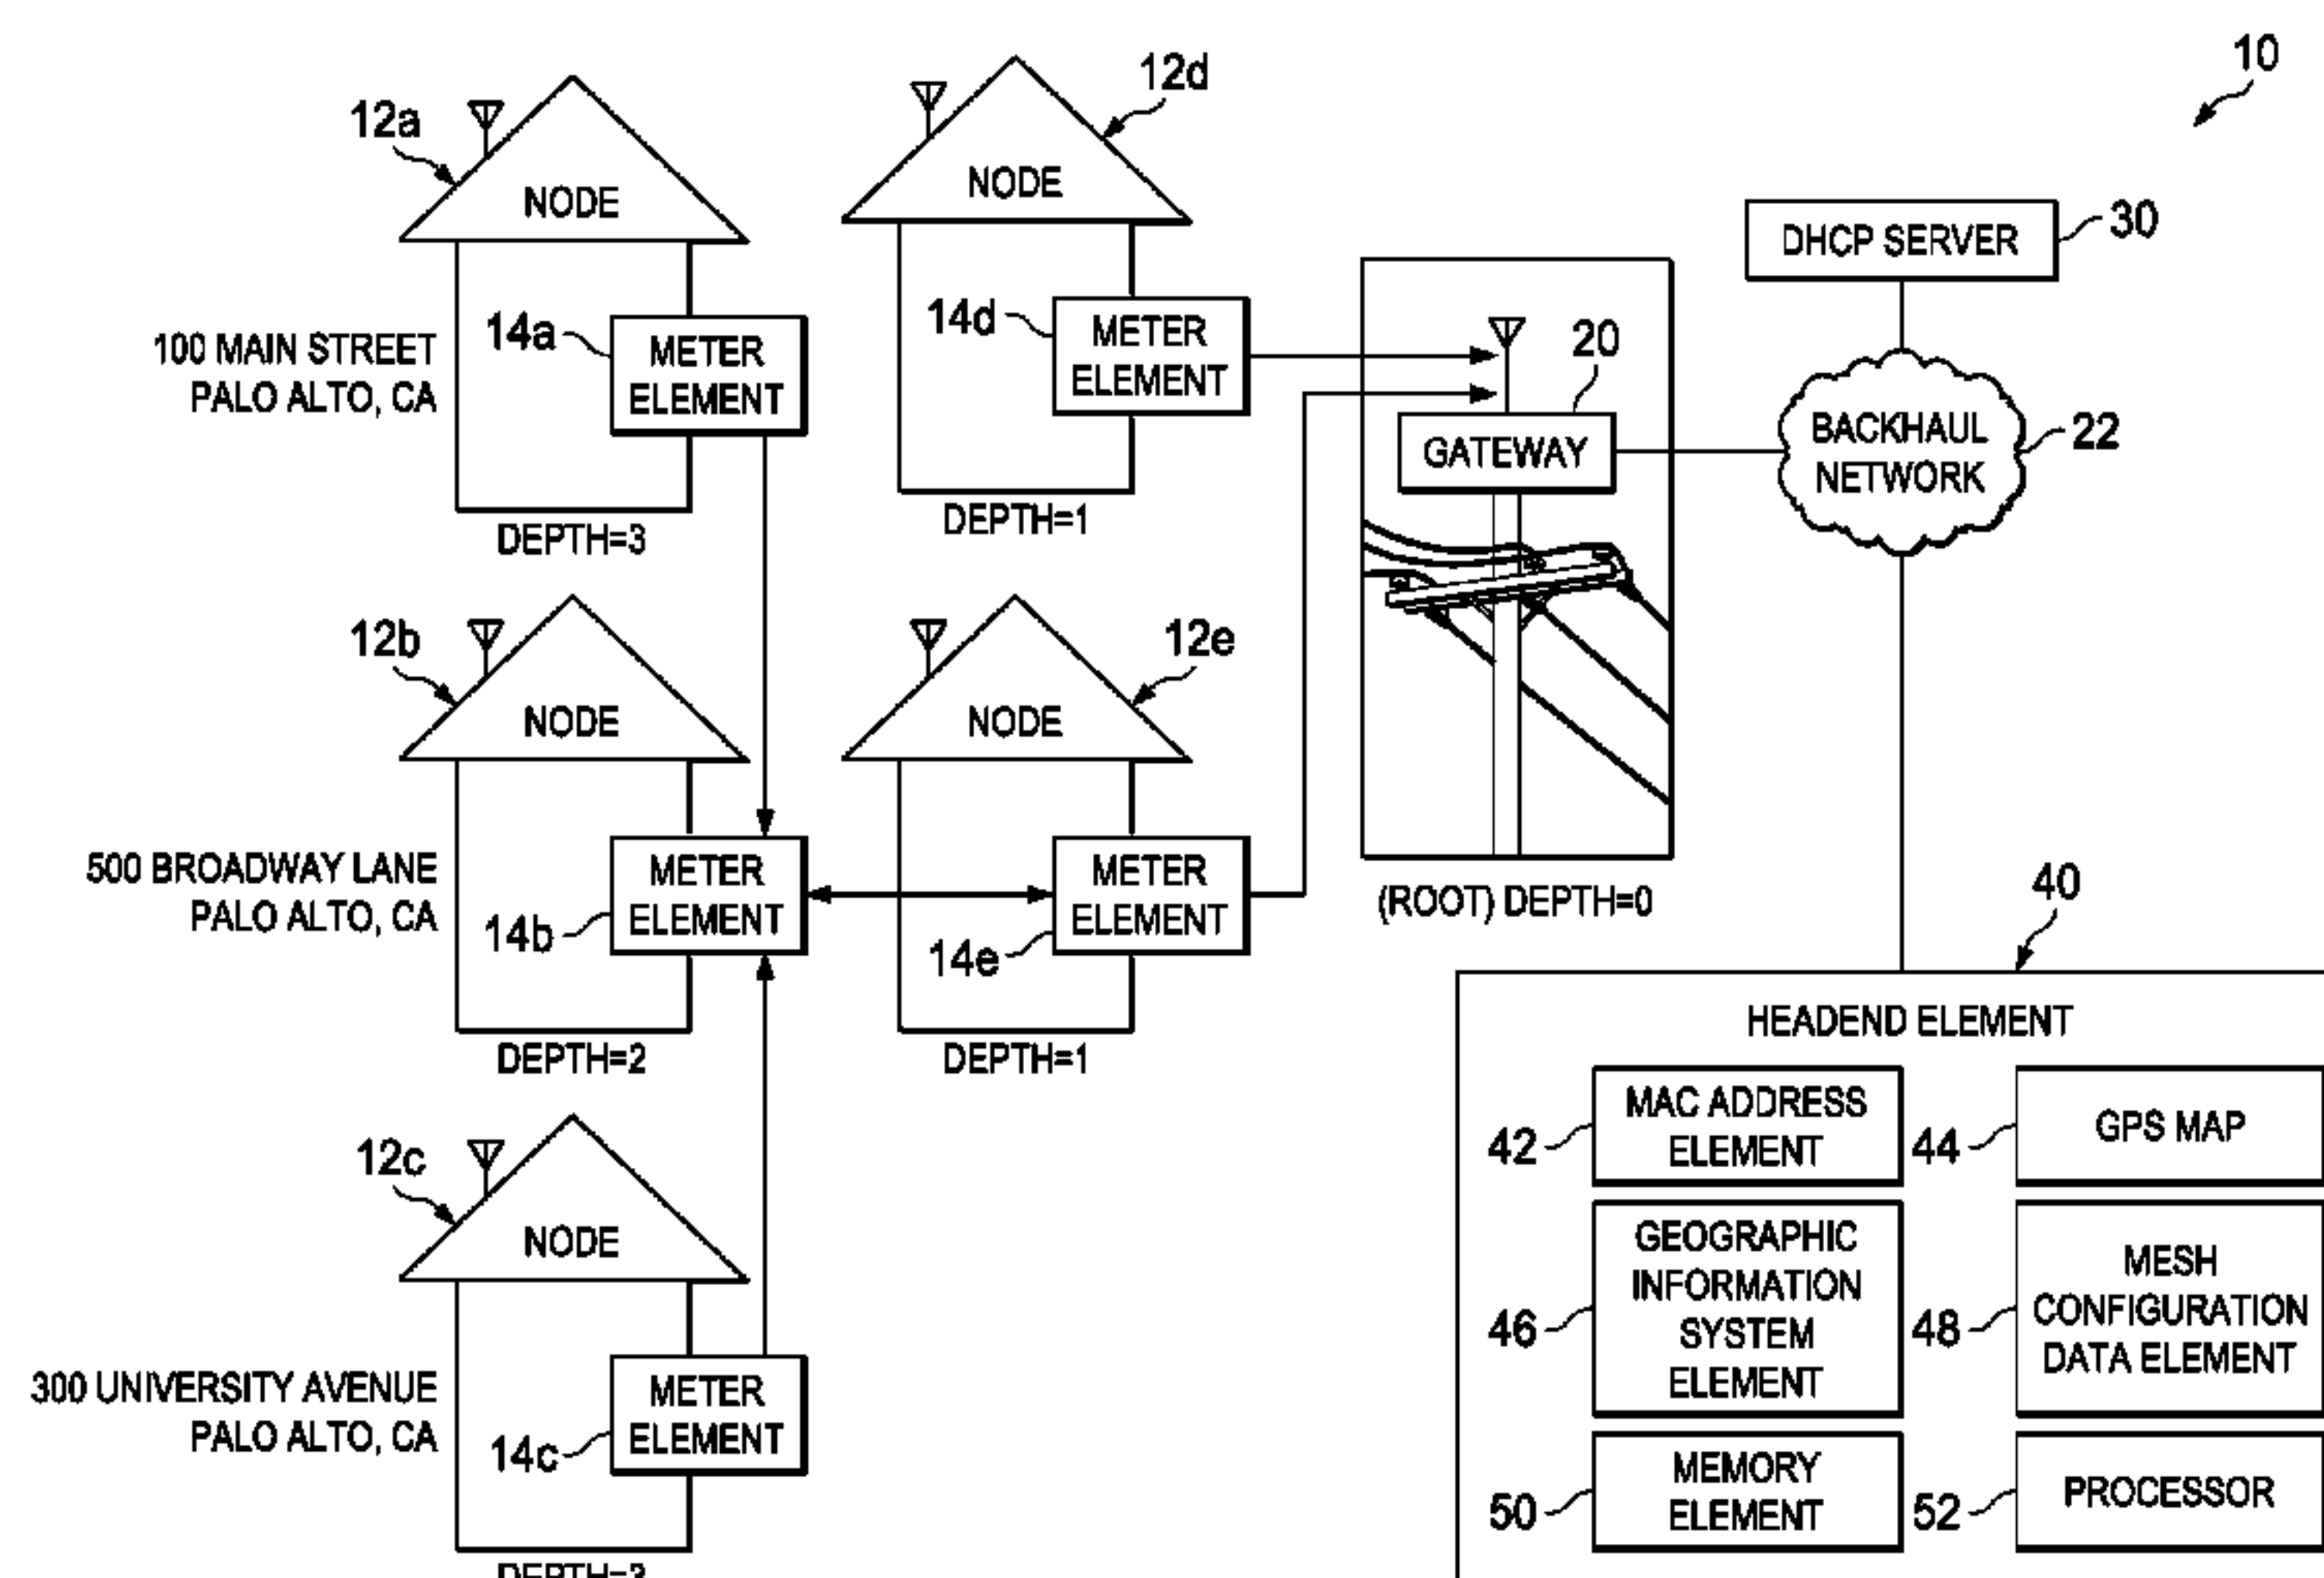 10
12a
NODE
14a
METER
ELEMENT
100 MAIN STREET
PALO ALTO, CA
DEPTH=3
12d
NODE
14d
METER
ELEMENT
DEPTH=1
12b
NODE
14b
METER
ELEMENT
500 BROADWAY LANE
PALO ALTO, CA
DEPTH=2
12e
NODE
14e
METER
ELEMENT
DEPTH=1
12c
NODE
14c
METER
ELEMENT
300 UNIVERSITY AVENUE
PALO ALTO, CA
DEPTH=3
20
GATEWAY
(ROOT) DEPTH=0
DHCP SERVER
30
BACKHAUL
NETWORK
22
40
HEADEND ELEMENT
42
MAC ADDRESS
ELEMENT
44
GPS MAP
46
GEOGRAPHIC
INFORMATION
SYSTEM
ELEMENT
48
MESH
CONFIGURATION
DATA ELEMENT
50
MEMORY
ELEMENT
52
PROCESSOR